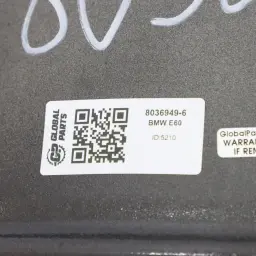 GLOBAL
PARTS
8036949-6
BMW E60
ID:5210
GlobalPa
WARRAN
IF REM